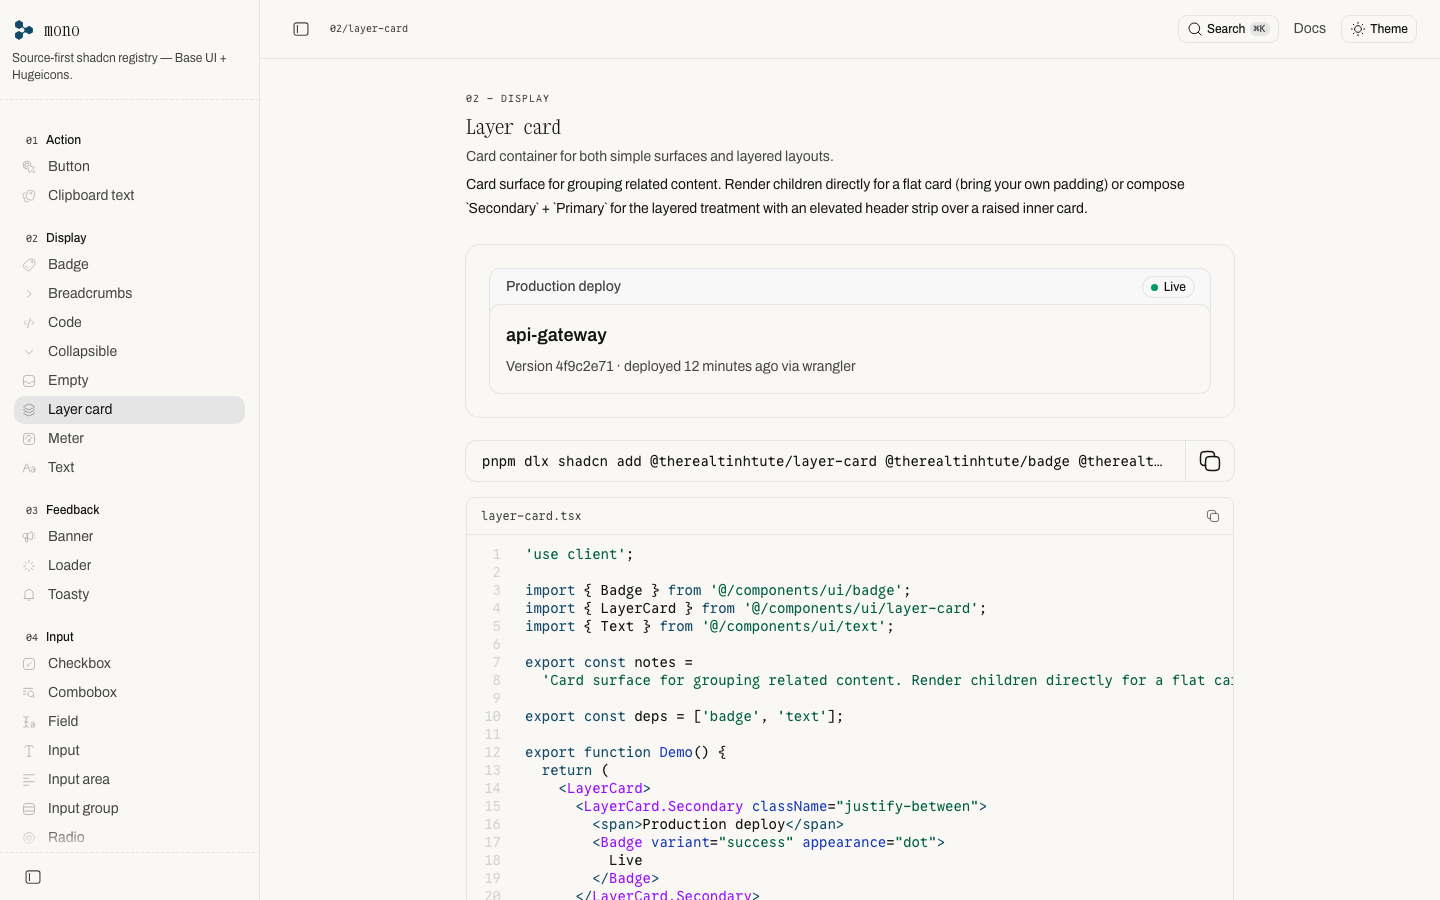 mono
Source-first shadcn registry — Base UI +
Hugeicons.
01 Action
Button
Clipboard text
02 Display
Badge
Breadcrumbs
Code
Collapsible
Empty
Layer card
Meter
Text
03 Feedback
Banner
Loader
Toasty
04 Input
Checkbox
Combobox
Field
Input
Input area
Input group
Radio
02/layer-card
Search ⌘K
Docs
Theme
02 — DISPLAY
Layer card
Card container for both simple surfaces and layered layouts.
Card surface for grouping related content. Render children directly for a flat card (bring your own padding) or compose
`Secondary` + `Primary` for the layered treatment with an elevated header strip over a raised inner card.
Production deploy
Live
api-gateway
Version 4f9c2e71 · deployed 12 minutes ago via wrangler
pnpm dlx shadcn add @therealtinhtute/layer-card @therealtinhtute/badge @therealt…
layer-card.tsx
1 'use client';
2
3 import { Badge } from '@/components/ui/badge';
4 import { LayerCard } from '@/components/ui/layer-card';
5 import { Text } from '@/components/ui/text';
6
7 export const notes =
8 'Card surface for grouping related content. Render children directly for a flat car
9
10 export const deps = ['badge', 'text'];
11
12 export function Demo() {
13 return (
14 <LayerCard>
15 <LayerCard.Secondary className="justify-between">
16 <span>Production deploy</span>
17 <Badge variant="success" appearance="dot">
18 Live
19 </Badge>
20 </LayerCard.Secondary>